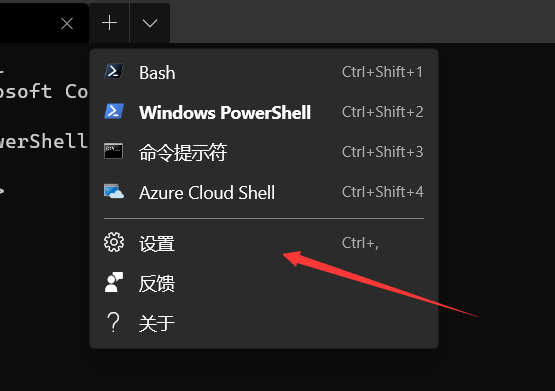 Bash Ctrl+Shift+1
osoft Co
Windows PowerShell Ctrl+Shift+2
werShell
命令提示符 Ctrl+Shift+3
>
Azure Cloud Shell Ctrl+Shift+4
设置 Ctrl+,
反馈
关于